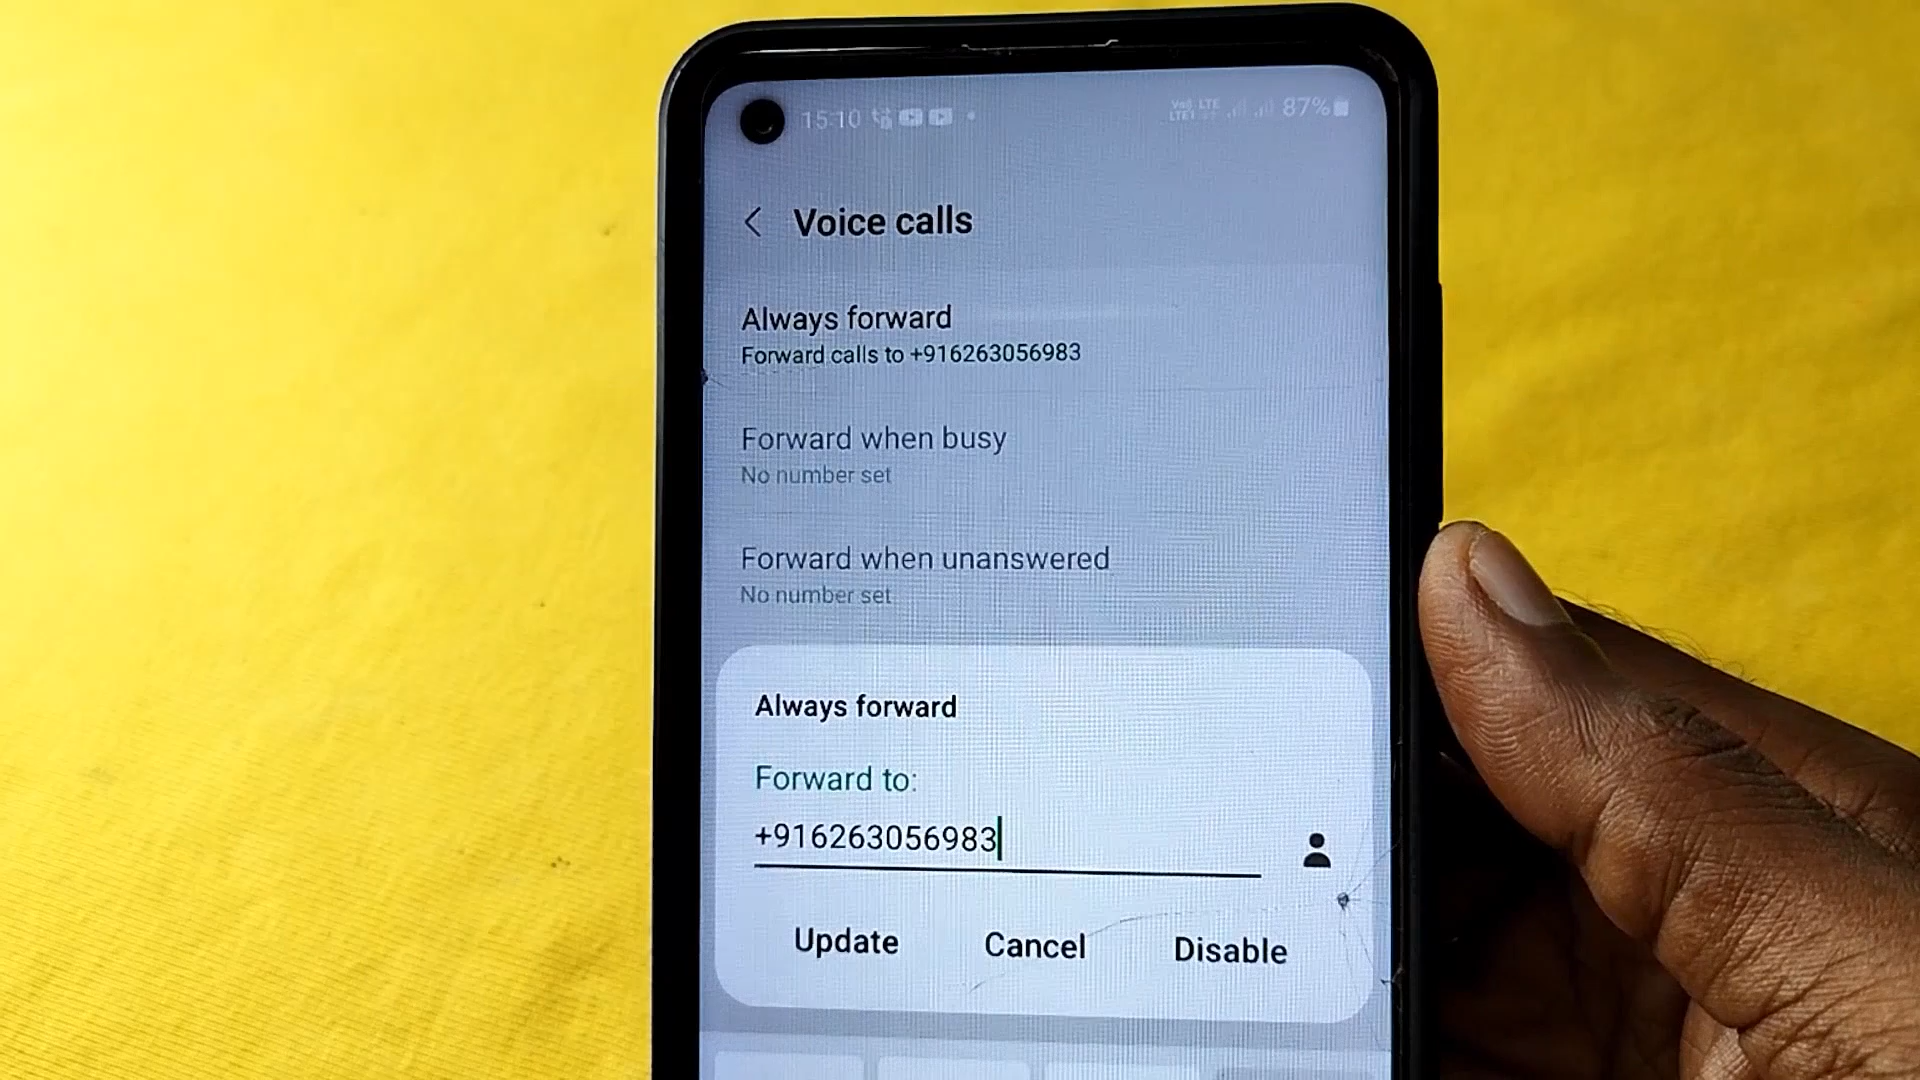 15:10
87%
Voice calls
Always forward
Forward calls to +916263056983
Forward when busy
No number set
Forward when unanswered
No number set
Always forward
Forward to:
+916263056983
Update Cancel Disable